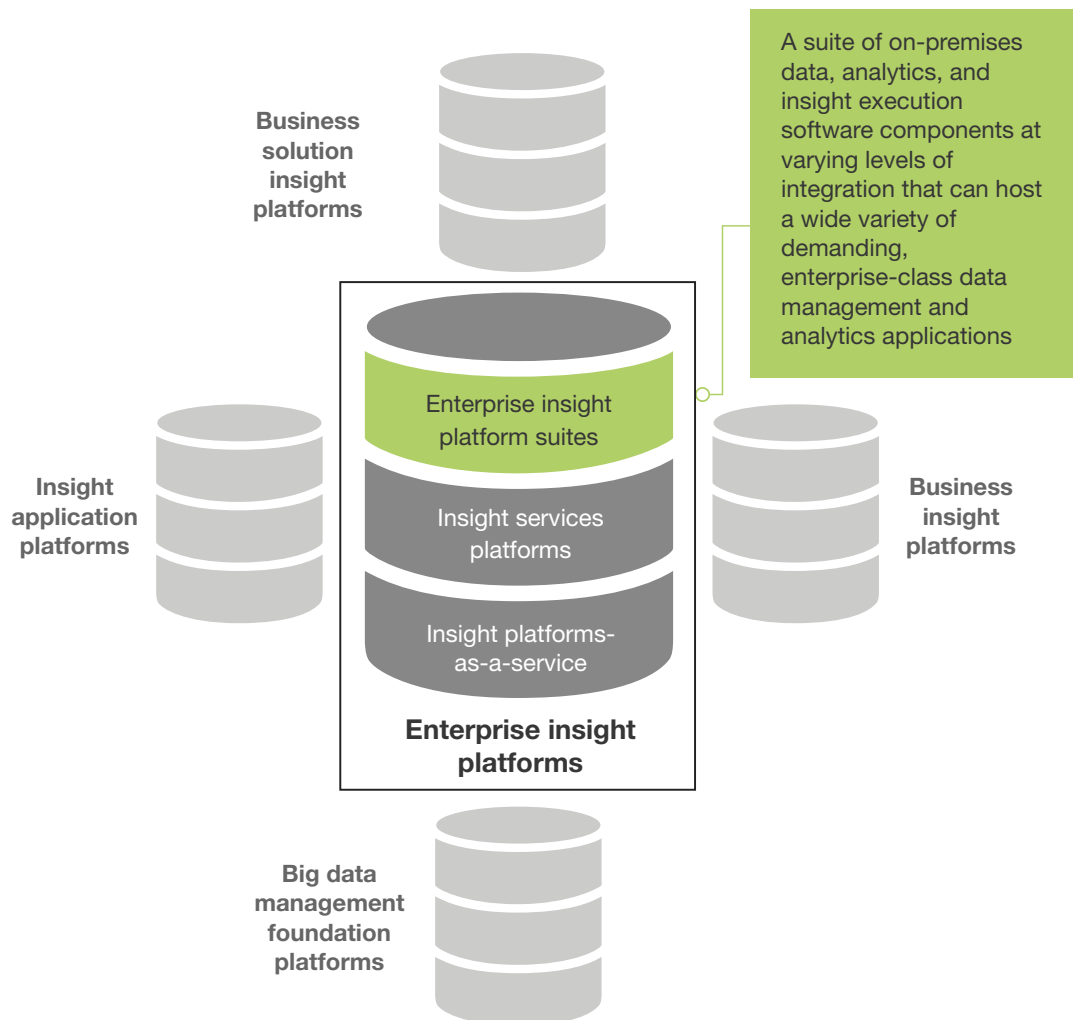 Business
solution
insight
platforms
A suite of on-premises
data, analytics, and
insight execution
software components at
varying levels of
integration that can host
a wide variety of
demanding,
enterprise-class data
management and
analytics applications
Enterprise insight
platform suites
Insight
application
platforms
Insight services
platforms
Business
insight
platforms
Insight platforms-
as-a-service
Enterprise insight
platforms
Big data
management
foundation
platforms